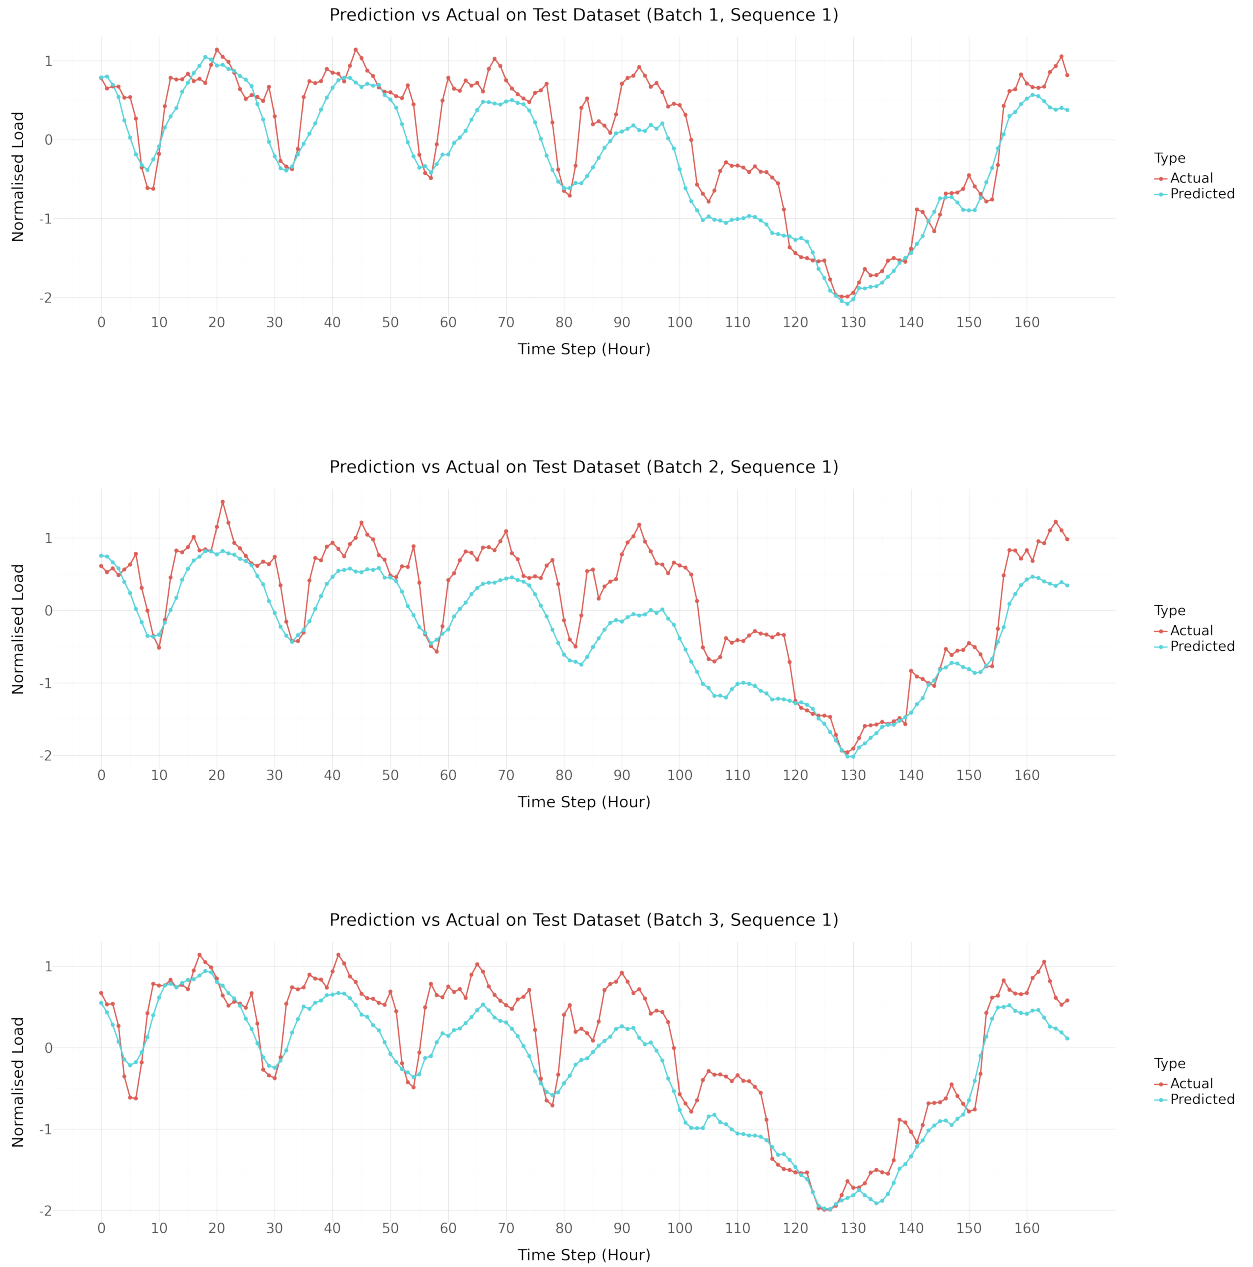 Prediction vs Actual on Test Dataset (Batch 1, Sequence 1)
1
0
-1
-2
Normalised Load
0 10 20 30 40 50 60 70 80 90 100 110 120 130 140 150 160
Time Step (Hour)
Type
Actual
Predicted
Prediction vs Actual on Test Dataset (Batch 2, Sequence 1)
1
0
-1
-2
Normalised Load
0 10 20 30 40 50 60 70 80 90 100 110 120 130 140 150 160
Time Step (Hour)
Type
Actual
Predicted
Prediction vs Actual on Test Dataset (Batch 3, Sequence 1)
1
0
-1
-2
Normalised Load
0 10 20 30 40 50 60 70 80 90 100 110 120 130 140 150 160
Time Step (Hour)
Type
Actual
Predicted